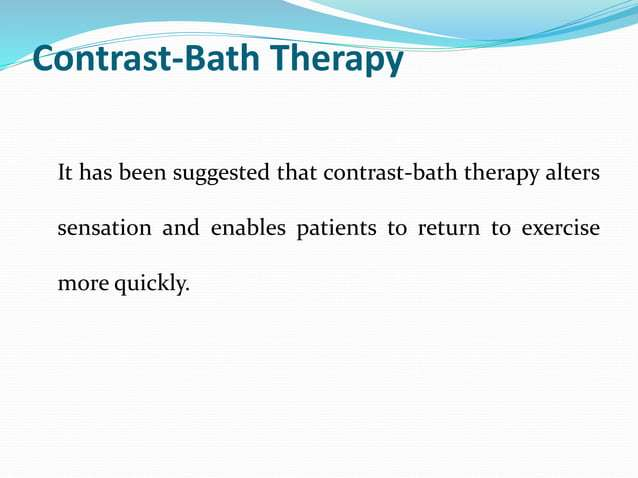 Contrast-Bath Therapy
It has been suggested that contrast-bath therapy alters
sensation and enables patients to return to exercise
more quickly.